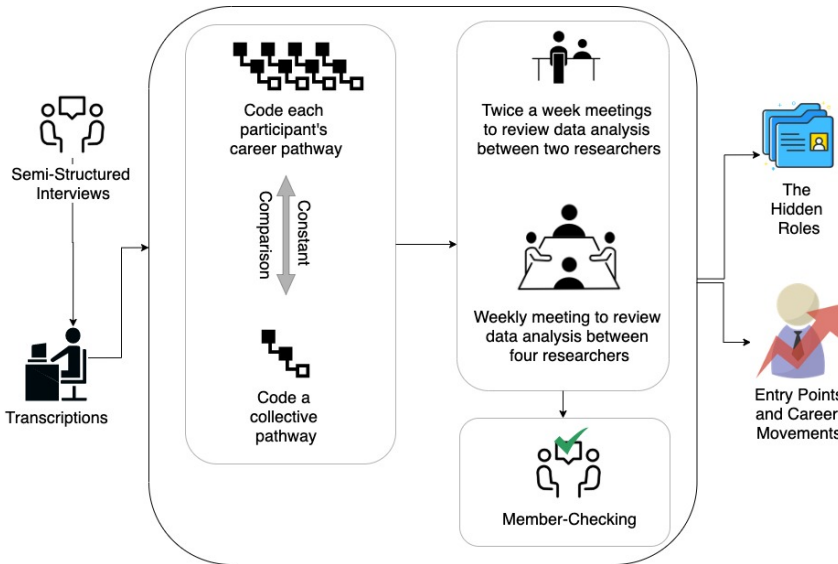 Semi-Structured
Interviews
Transcriptions
Code each
participant's
career pathway
Constant
Comparison
Code a
collective
pathway
Twice a week meetings
to review data analysis
between two researchers
Weekly meeting to review
data analysis between
four researchers
Member-Checking
The
Hidden
Roles
Entry Points
and Career
Movements